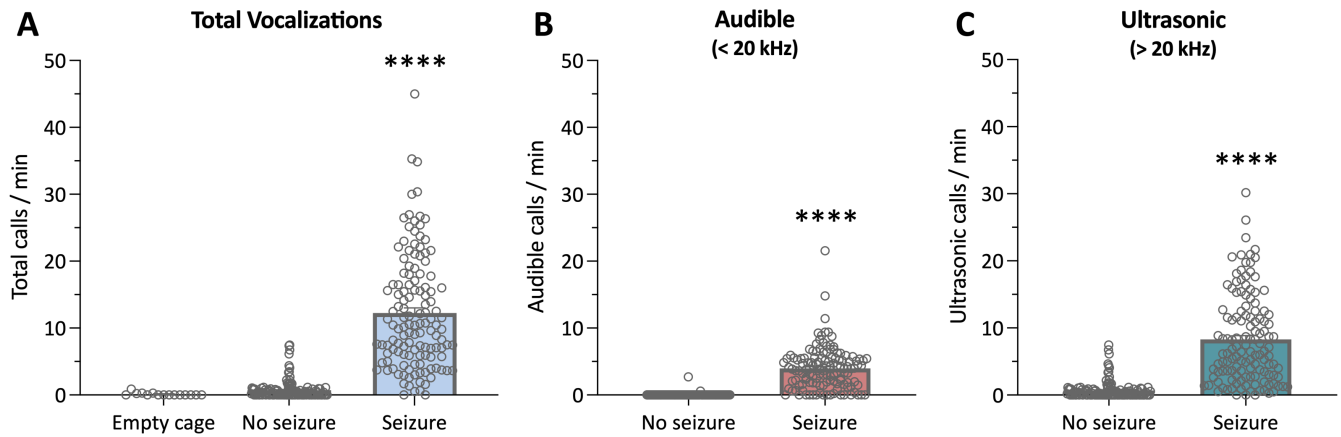 A
Total Vocalizations
Total calls / min
50
40
30
20
10
0
****
Empty cage
No seizure
Seizure
B
Audible
(< 20 kHz)
Audible calls / min
50
40
30
20
10
0
****
No seizure
Seizure
C
Ultrasonic
(> 20 kHz)
Ultrasonic calls / min
50
40
30
20
10
0
****
No seizure
Seizure